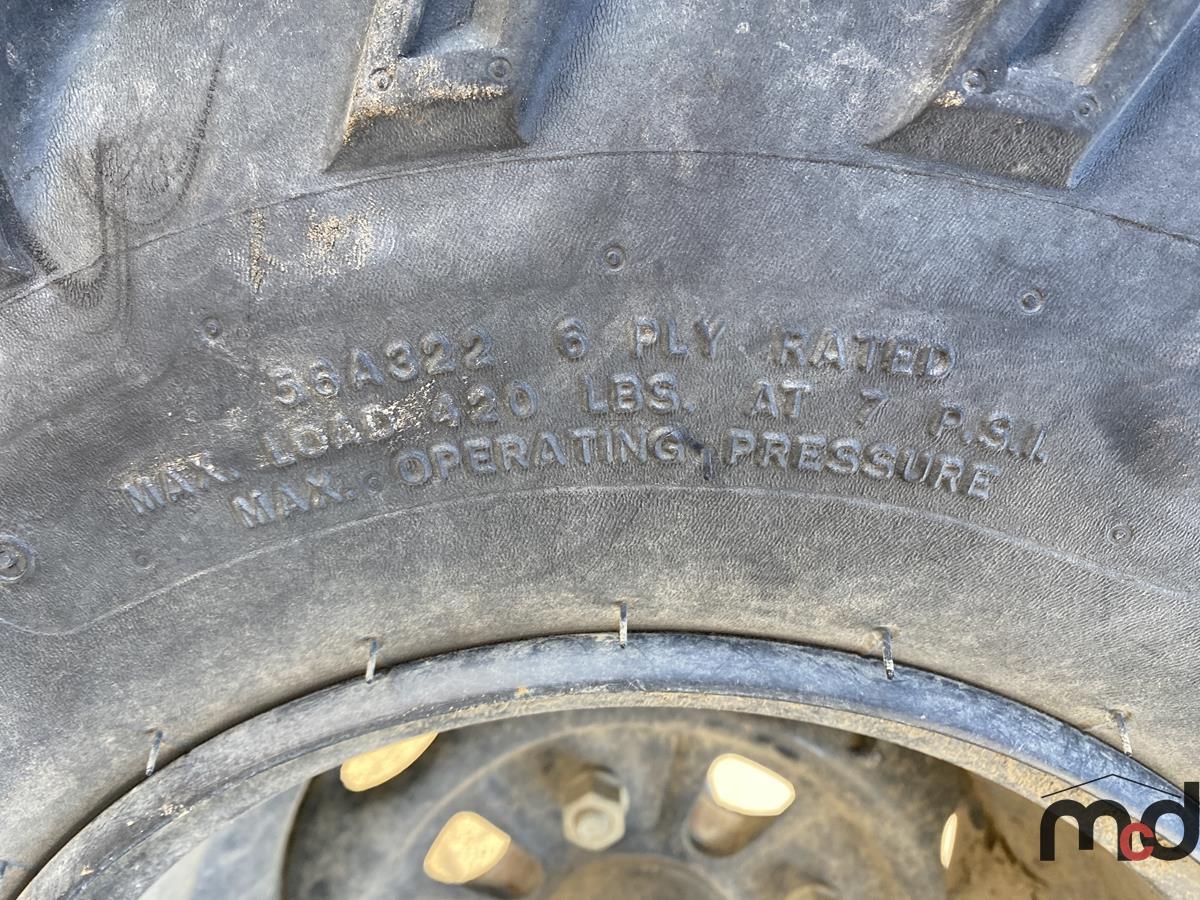 56A322 6 PLY RATED
MAX. LOAD 420 LBS. AT 7 P.S.I.
MAX. OPERATING PRESSURE
mcd